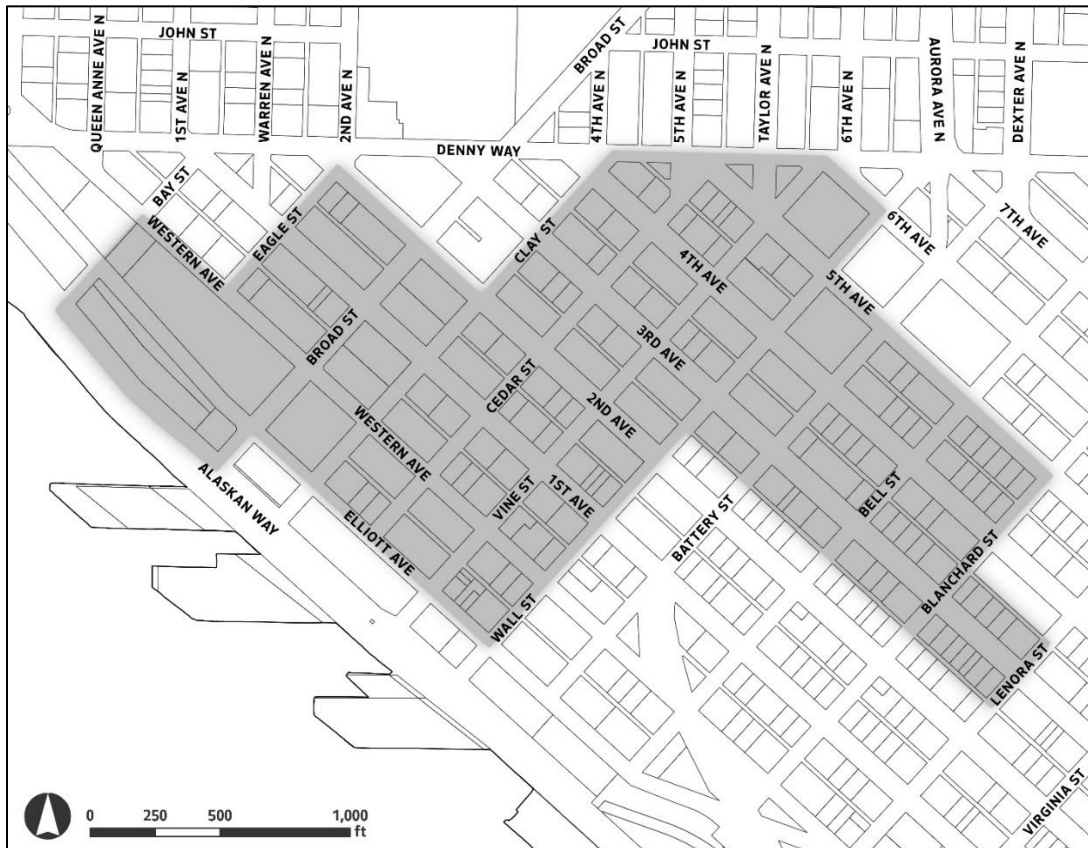 JOHN ST
JOHN ST
BROAD ST
QUEEN ANNE AVE N
1ST AVE N
WARREN AVE N
2ND AVE N
4TH AVE N
5TH AVE N
TAYLOR AVE N
6TH AVE N
AURORA AVE N
DEXTER AVE N
DENNY WAY
BAY ST
WESTERN AVE
EAGLE ST
CLAY ST
6TH AVE
7TH AVE
4TH AVE
5TH AVE
BROAD ST
3RD AVE
CEDAR ST
2ND AVE
WESTERN AVE
VINE ST
1ST AVE
BELL ST
ALASKAN WAY
ELLIOTT AVE
BATTERY ST
BLANCHARD ST
WALL ST
LENORA ST
VIRGINIA ST
0 250 500 1,000
ft